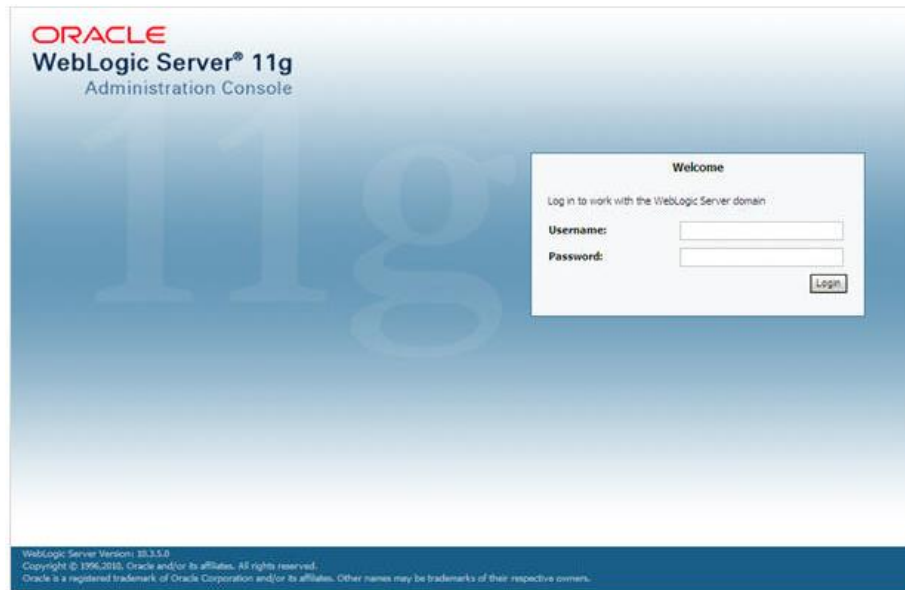 ORACLE
WebLogic Server® 11g
Administration Console
11g
Welcome
Log in to work with the WebLogic Server domain
Username:
Password:
Login
WebLogic Server Version: 10.3.5.0
Copyright © 1996,2010, Oracle and/or its affiliates. All rights reserved.
Oracle is a registered trademark of Oracle Corporation and/or its affiliates. Other names may be trademarks of their respective owners.